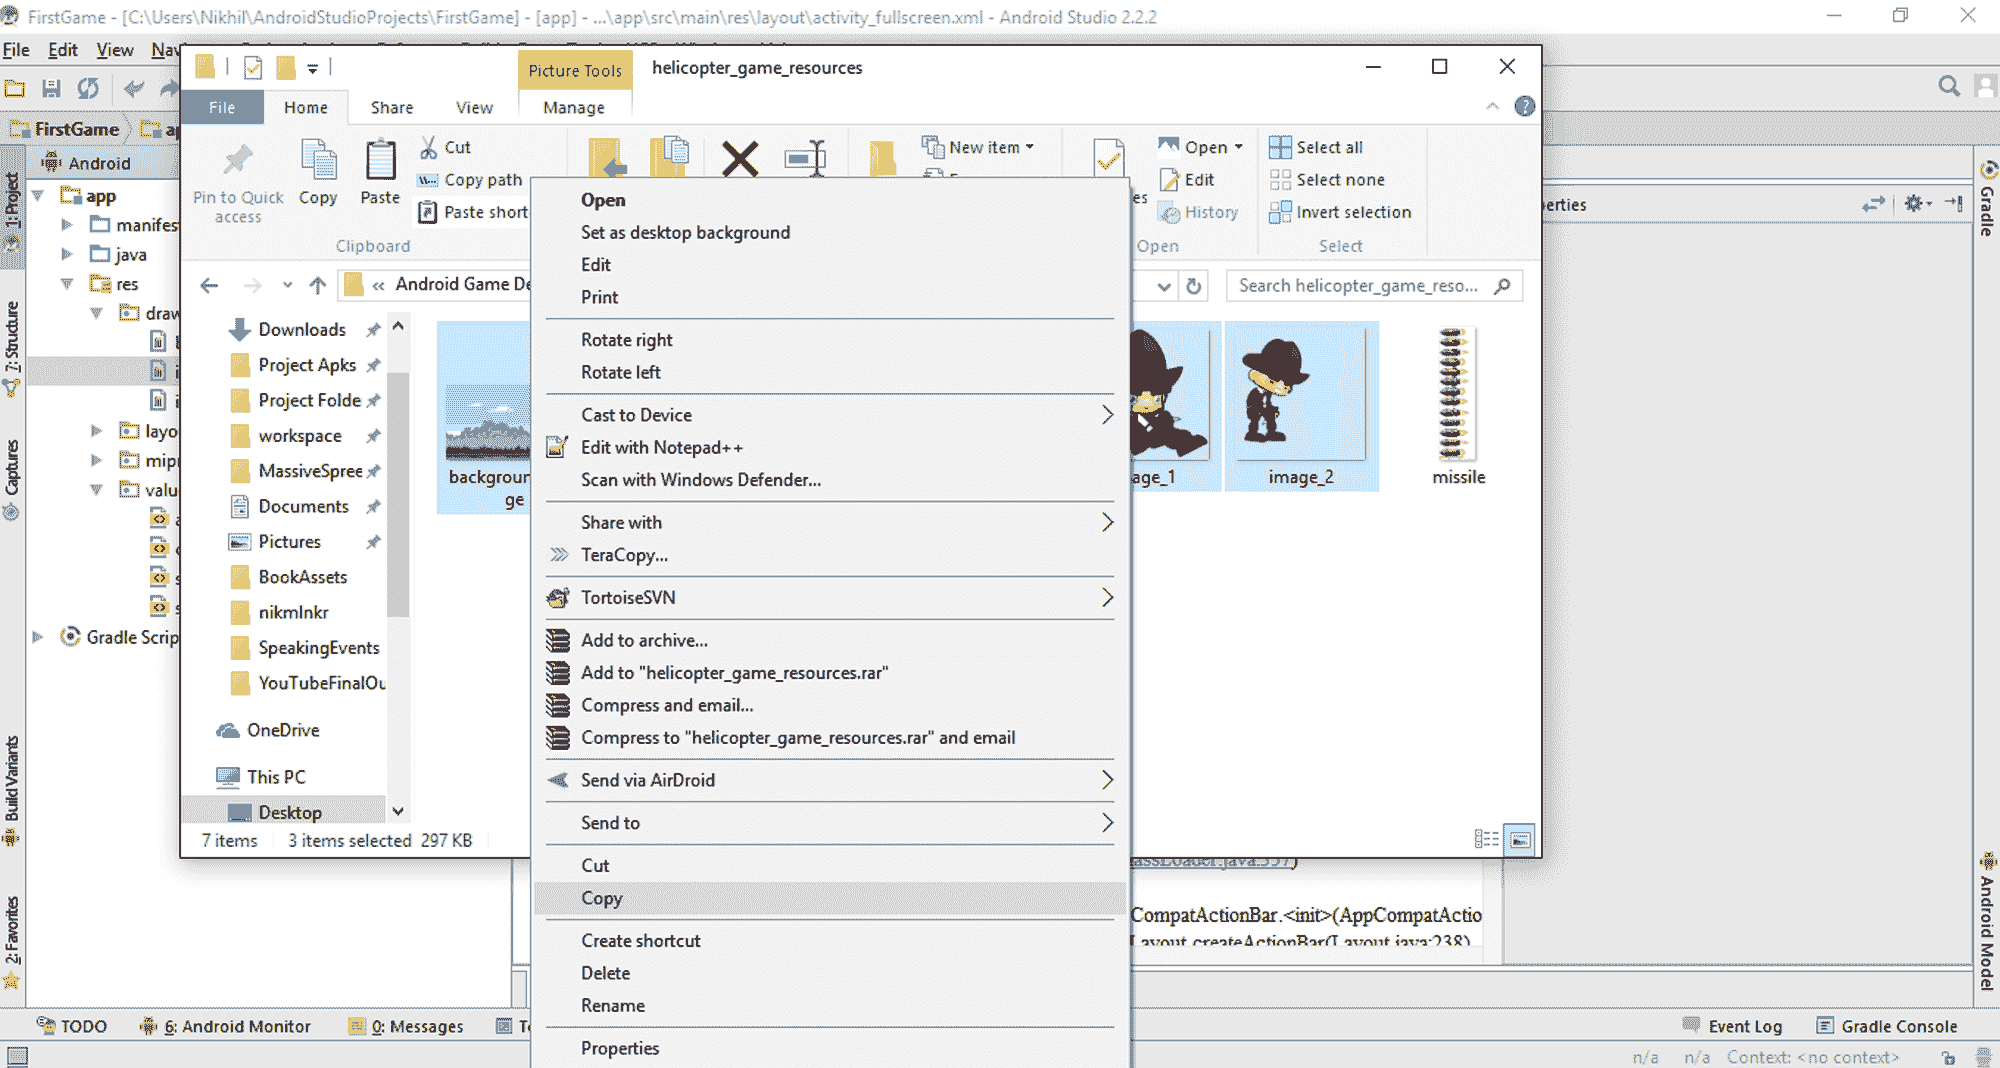 FirstGame - [C:\Users\Nikhil\AndroidStudioProjects\FirstGame] - [app] - ...\app\src\main\res\layout\activity_fullscreen.xml - Android Studio 2.2.2
File Edit View
Picture Tools helicopter_game_resources
File Home Share View Manage
FirstGame
Android
Pin to Quick access
Copy
Paste
Cut
Copy path
Paste short
Clipboard
New item
Open
Edit
History
Open
Select all
Select none
Invert selection
Select
Android Game De
Search helicopter_game_reso...
1: Project
7: Structure
Captures
Build Variants
2: Favorites
app
manifes
java
res
draw
layo
mipr
valu
Gradle Scrip
Downloads
Project Apks
Project Folde
workspace
MassiveSpree
Documents
Pictures
BookAssets
nikmlnkr
SpeakingEvents
YouTubeFinalOu
OneDrive
This PC
Desktop
7 items 3 items selected 297 KB
backgroun
ge
age_1
image_2
missile
Open
Set as desktop background
Edit
Print
Rotate right
Rotate left
Cast to Device
Edit with Notepad++
Scan with Windows Defender...
Share with
TeraCopy...
TortoiseSVN
Add to archive...
Add to "helicopter_game_resources.rar"
Compress and email...
Compress to "helicopter_game_resources.rar" and email
Send via AirDroid
Send to
Cut
Copy
Create shortcut
Delete
Rename
Properties
erties
Gradle
Android Model
CompatActionBar.<init>(AppCompatActio
Layout.createActionBar(Layout.java:238)
TODO 6: Android Monitor 0: Messages
Event Log Gradle Console
n/a n/a Context: <no context>